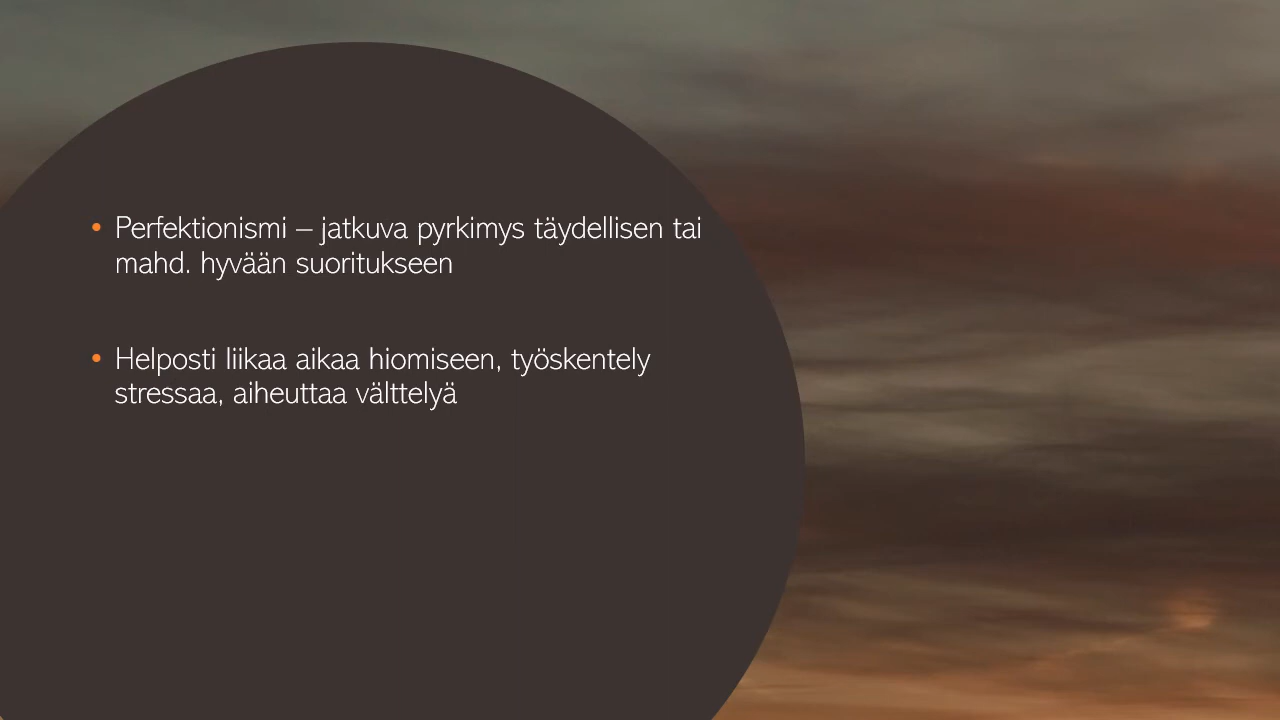 • Perfektionismi – jatkuva pyrkimys täydellisen tai
mahd. hyvään suoritukseen
• Helposti liikaa aikaa hiomiseen, työskentely
stressaa, aiheuttaa välttelyä